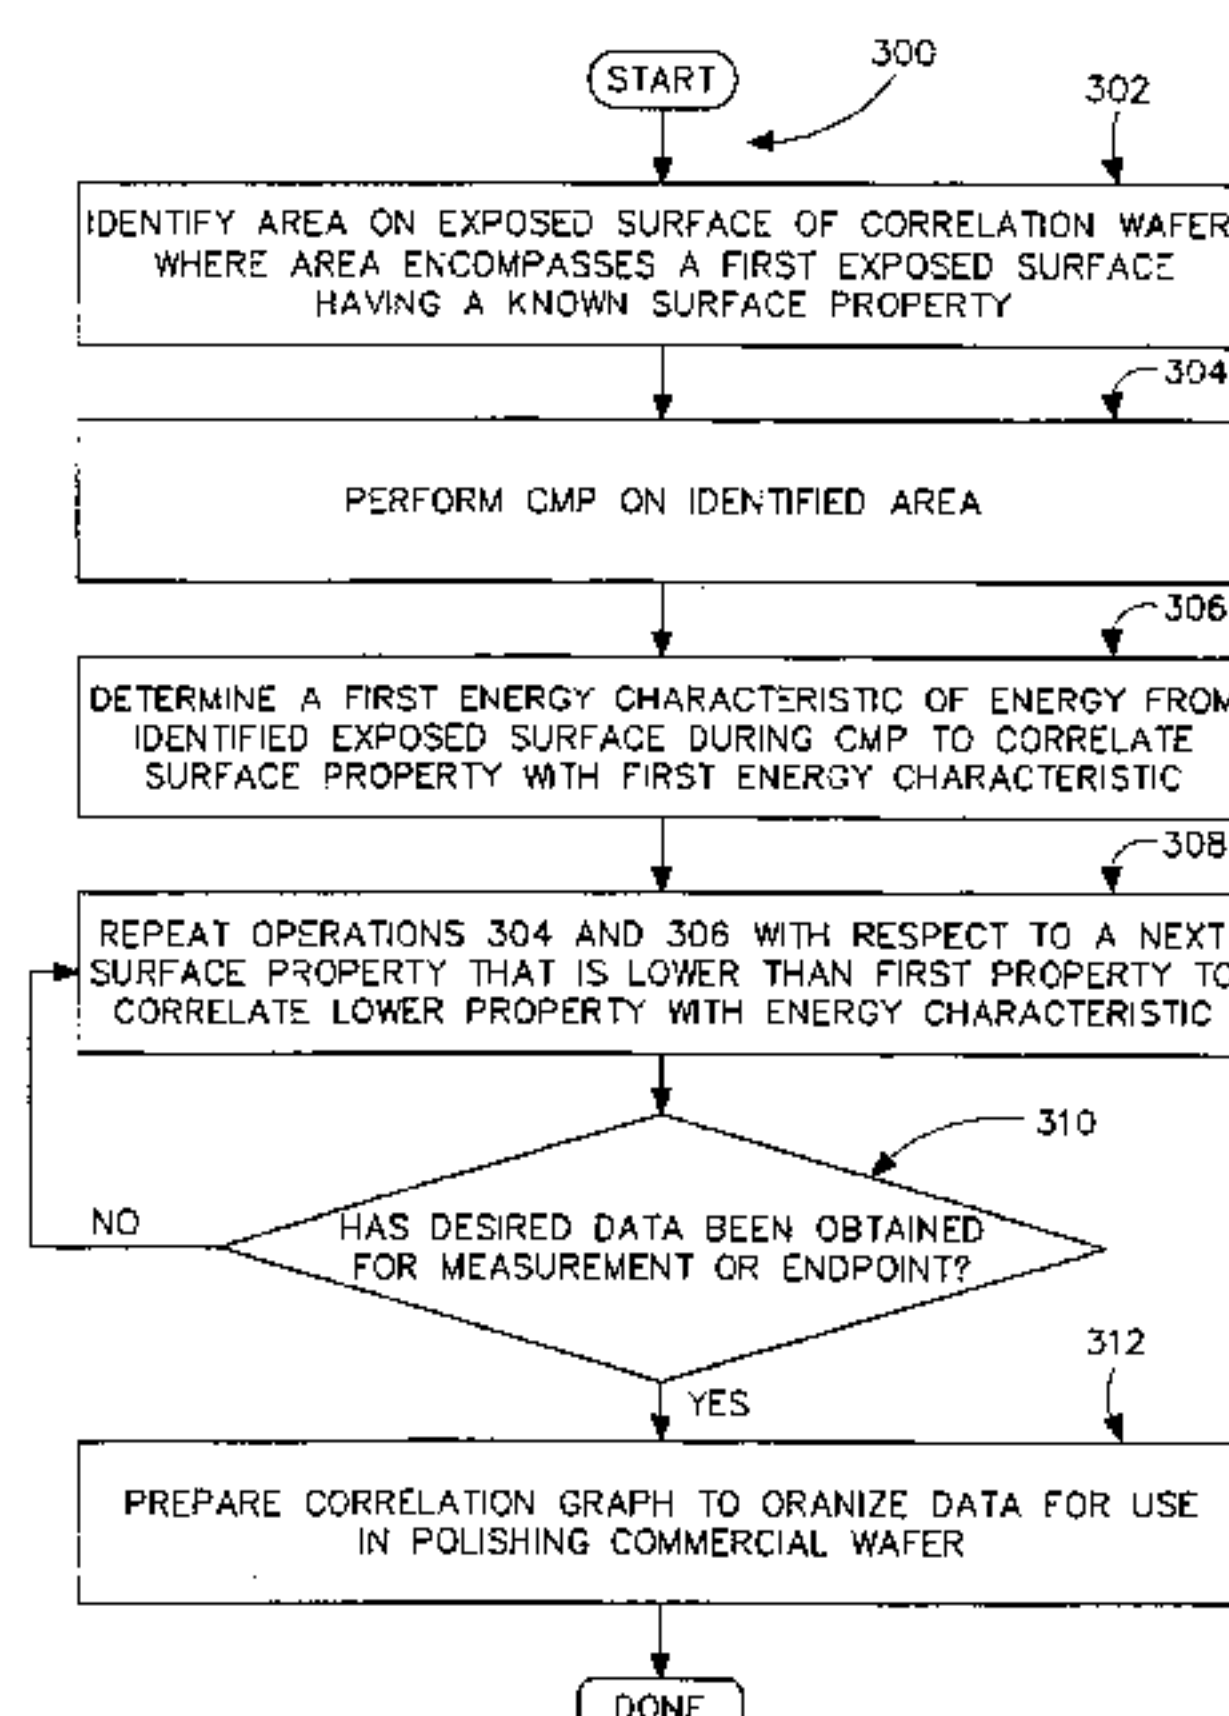 START
300
302
IDENTIFY AREA ON EXPOSED SURFACE OF CORRELATION WAFER
WHERE AREA ENCOMPASSES A FIRST EXPOSED SURFACE
HAVING A KNOWN SURFACE PROPERTY
304
PERFORM CMP ON IDENTIFIED AREA
306
DETERMINE A FIRST ENERGY CHARACTERISTIC OF ENERGY FROM
IDENTIFIED EXPOSED SURFACE DURING CMP TO CORRELATE
SURFACE PROPERTY WITH FIRST ENERGY CHARACTERISTIC
308
REPEAT OPERATIONS 304 AND 306 WITH RESPECT TO A NEXT
SURFACE PROPERTY THAT IS LOWER THAN FIRST PROPERTY TO
CORRELATE LOWER PROPERTY WITH ENERGY CHARACTERISTIC
310
NO
HAS DESIRED DATA BEEN OBTAINED
FOR MEASUREMENT OR ENDPOINT?
312
YES
PREPARE CORRELATION GRAPH TO ORANIZE DATA FOR USE
IN POLISHING COMMERCIAL WAFER
DONE